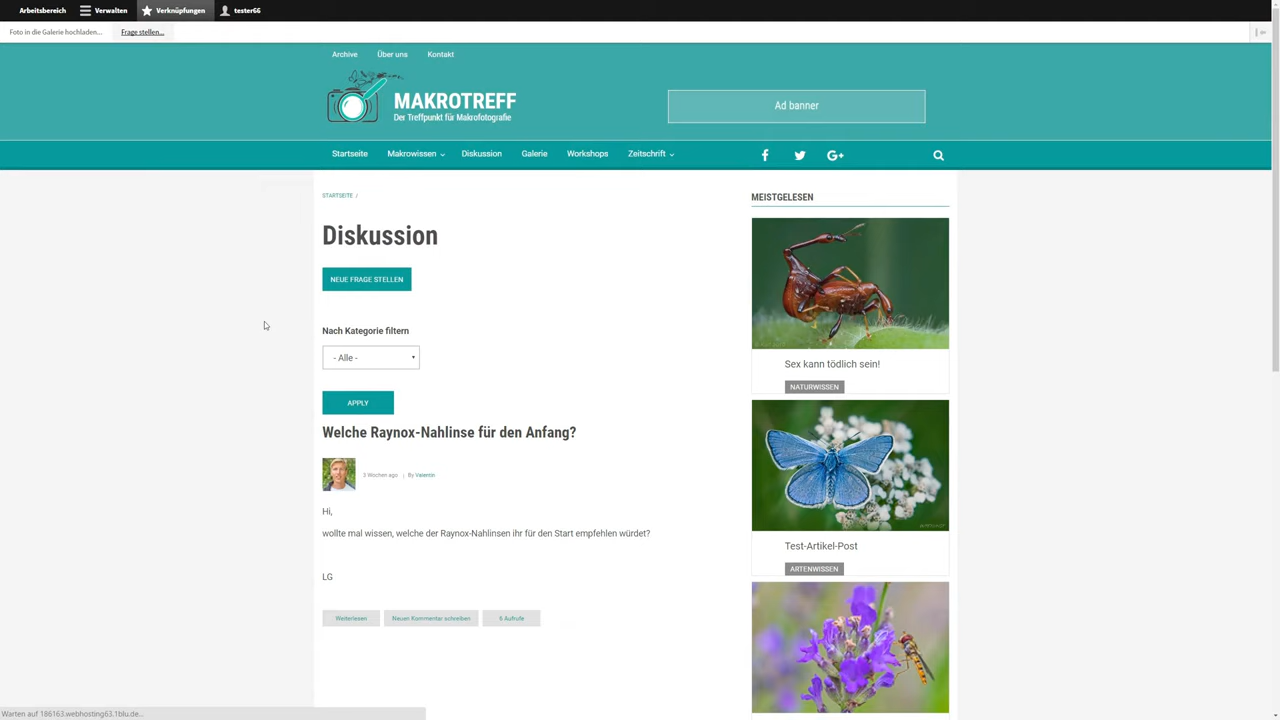 Arbeitsbereich Verwalten Verknüpfungen tester66
Foto in die Galerie hochladen... Frage stellen...
Archive Über uns Kontakt
MAKROTREFF
Der Treffpunkt für Makrofotografie
Ad banner
Startseite Makrowissen Diskussion Galerie Workshops Zeitschrift
STARTSEITE /
Diskussion
NEUE FRAGE STELLEN
Nach Kategorie filtern
- Alle -
APPLY
Welche Raynox-Nahlinse für den Anfang?
3 Wochen ago | By Valentin
Hi,
wollte mal wissen, welche der Raynox-Nahlinsen ihr für den Start empfehlen würdet?
LG
Weiterlesen Neuen Kommentar schreiben 6 Aufrufe
MEISTGELESEN
Sex kann tödlich sein!
NATURWISSEN
Test-Artikel-Post
ARTENWISSEN
Warten auf 186163.webhosting63.1blu.de...